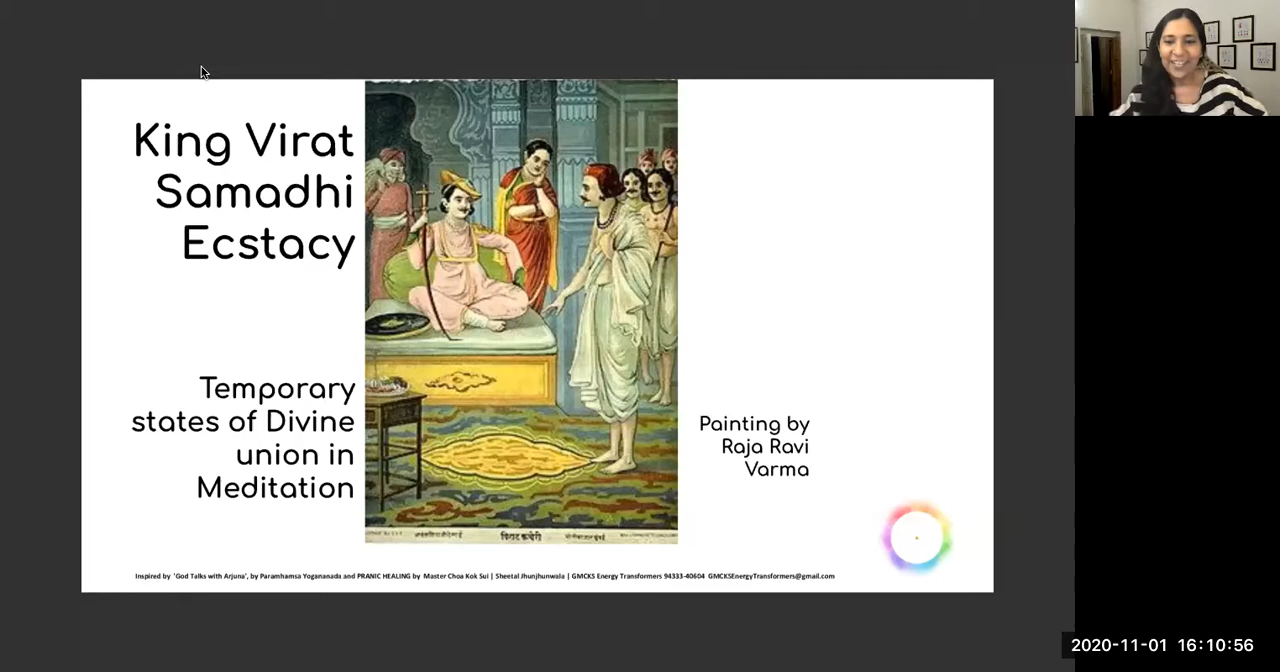 King Virat
Samadhi
Ecstacy
Temporary
states of Divine
union in
Meditation
Painting by
Raja Ravi
Varma
विराट कचेरी
Inspired by 'God Talks with Arjuna', by Paramhamsa Yogananada and PRANIC HEALING by Master Choa Kok Sui | Sheetal Jhunjhunwala | GMCKS Energy Transformers 94333-40604 GMCKSEnergyTransformers@gmail.com
2020-11-01 16:10:56